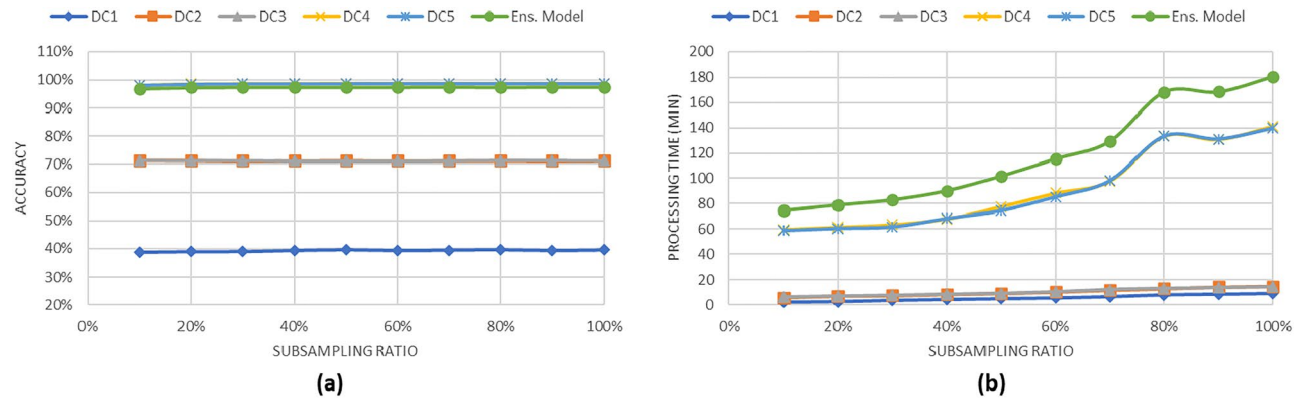 DC1 DC2 DC3 DC4 DC5 Ens. Model
110%
100%
90%
80%
70%
60%
50%
40%
30%
20%
ACCURACY
0% 20% 40% 60% 80% 100%
SUBSAMPLING RATIO
(a)
DC1 DC2 DC3 DC4 DC5 Ens. Model
200
180
160
140
120
100
80
60
40
20
0
PROCESSING TIME (MIN)
0% 20% 40% 60% 80% 100%
SUBSAMPLING RATIO
(b)